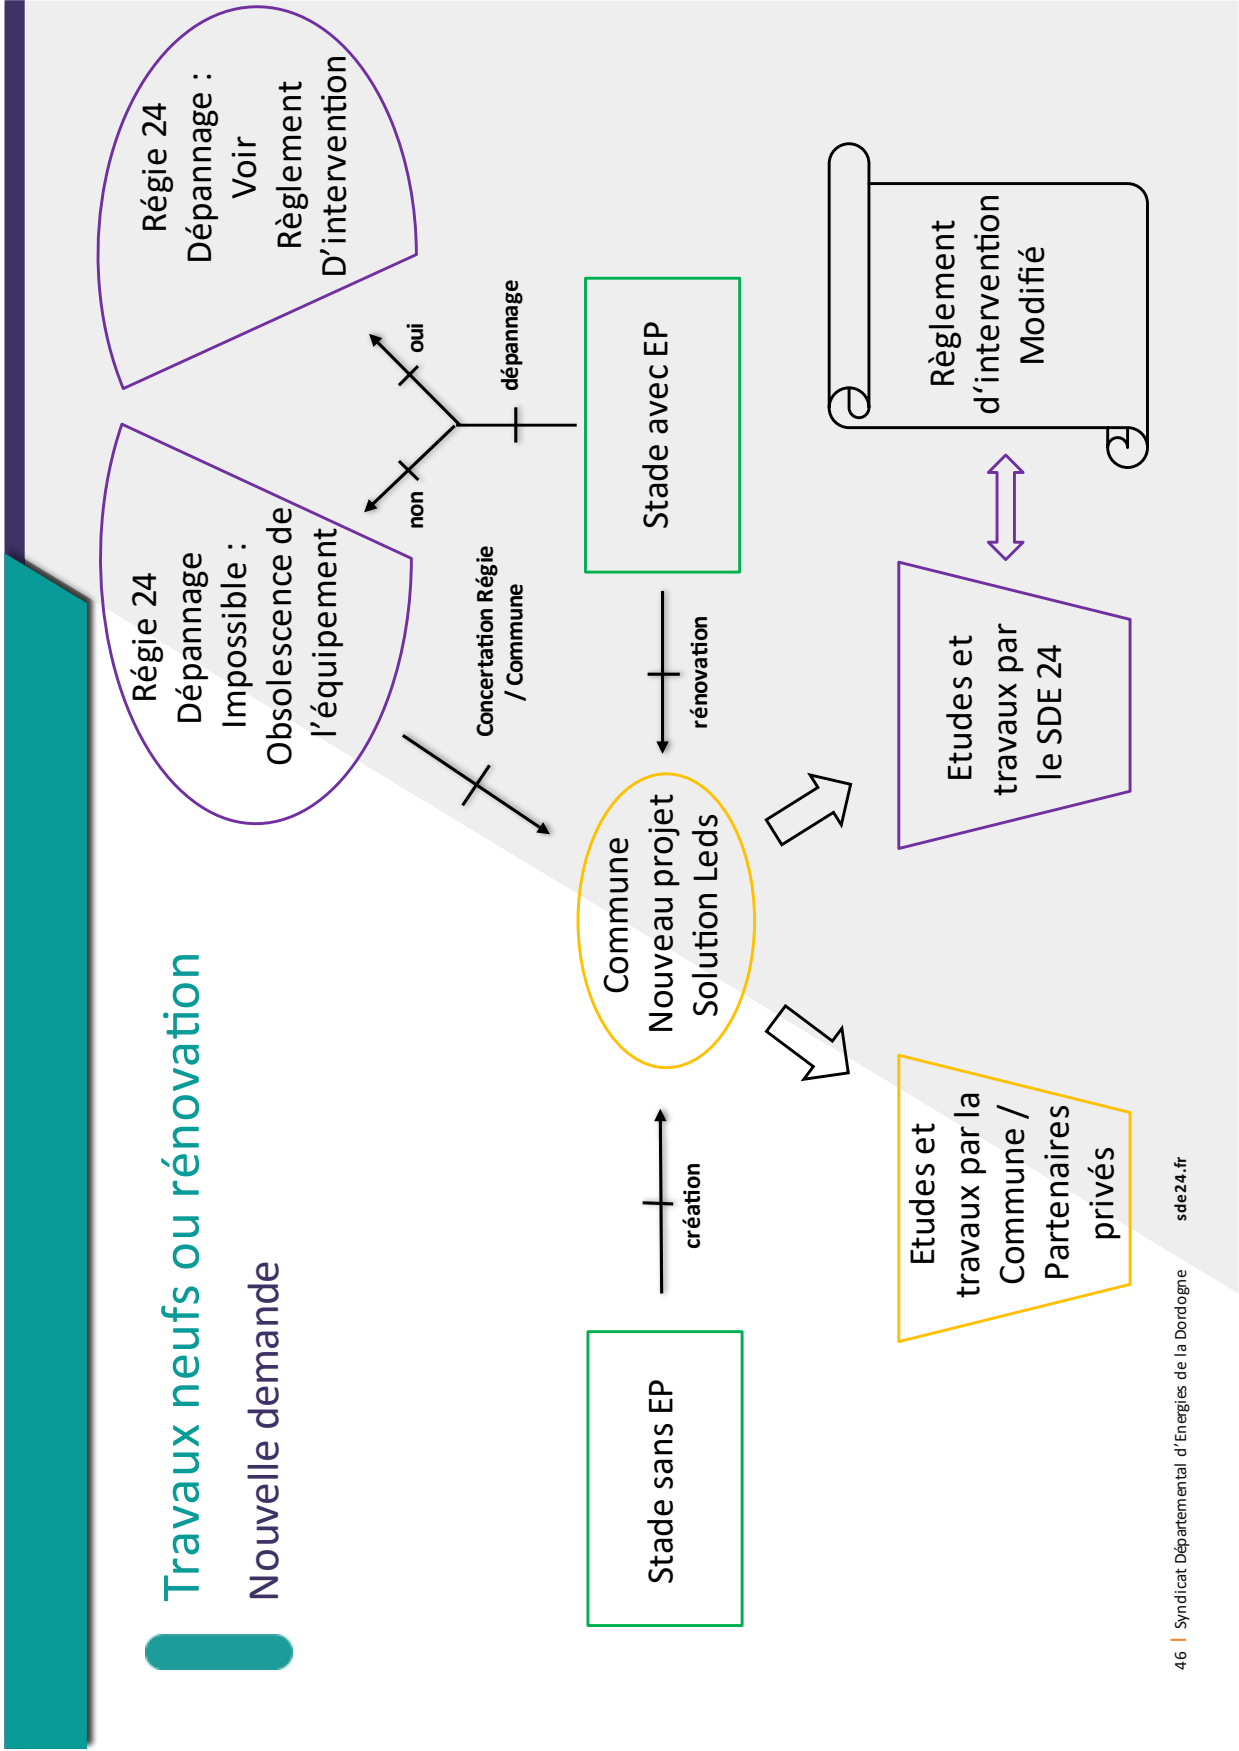 Travaux neufs ou rénovation
Nouvelle demande
Régie 24
Dépannage
Impossible :
Obsolescence de
l'équipement
Régie 24
Dépannage :
Voir
Règlement
D'intervention
non
oui
dépannage
Concertation Régie
/ Commune
Stade sans EP
création
Commune
Nouveau projet
Solution Leds
rénovation
Stade avec EP
Etudes et
travaux par la
Commune /
Partenaires
privés
Etudes et
travaux par
le SDE 24
Règlement
d'intervention
Modifié
46 | Syndicat Départemental d'Energies de la Dordogne sde24.fr